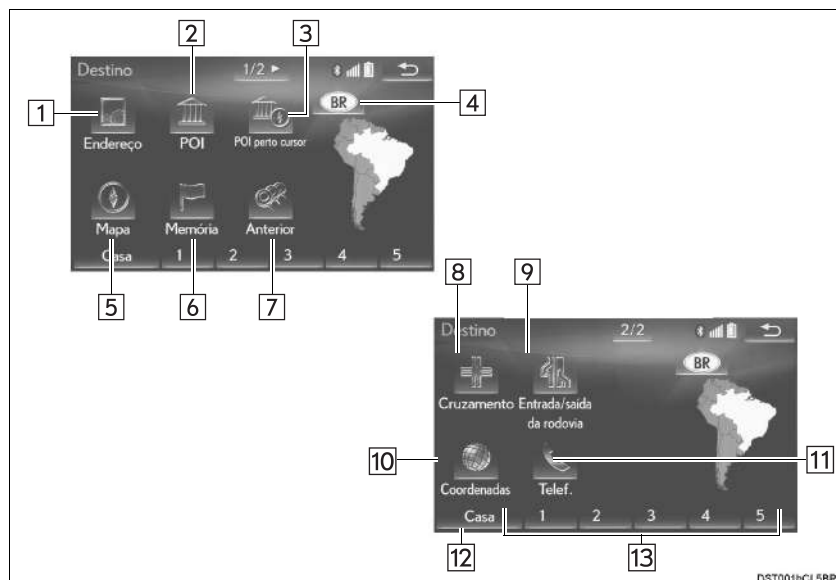 2
3
Destino 1/2 ►
1
BR
4
Endereço POI POI perto cursor
Mapa Memória Anterior
Casa 1 2 3 4 5
5 6 7
8 9
Destino 2/2
BR
Cruzamento Entrada/saída
da rodovia
10
11
Coordenadas Telef.
Casa 1 2 3 4 5
12 13
DST001bCL5BR